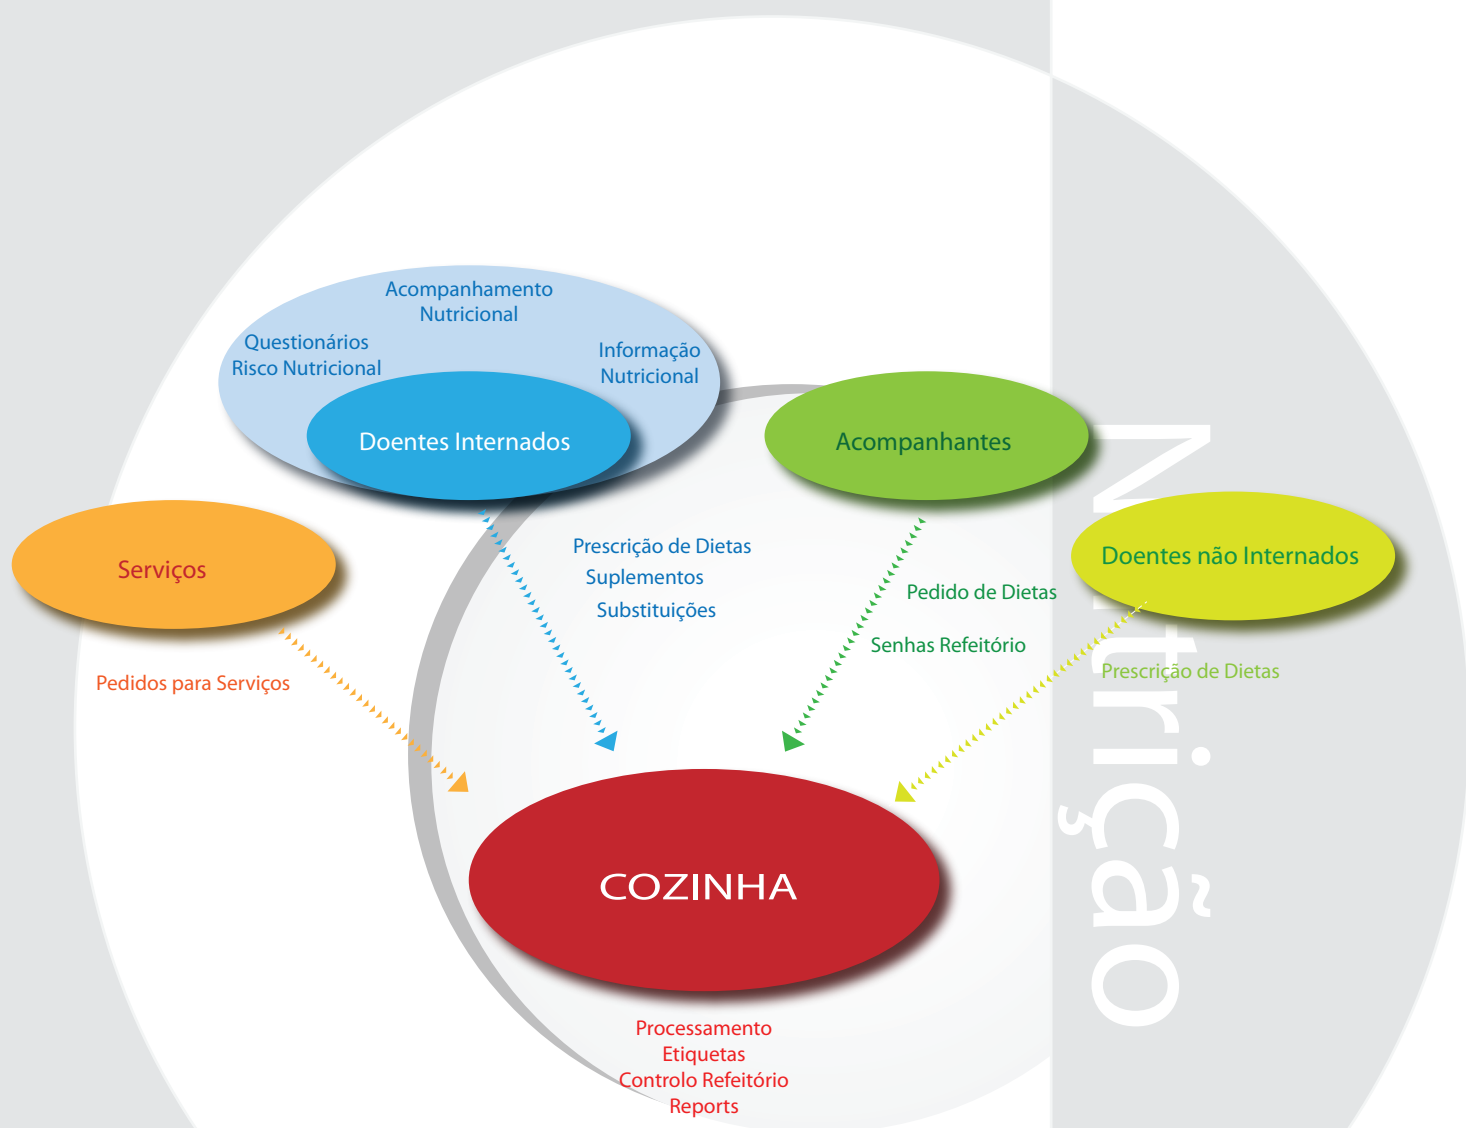 Acompanhamento
Nutricional
Questionários
Risco Nutricional
Informação
Nutricional
Doentes Internados
Acompanhantes
Serviços
Doentes não Internados
Prescrição de Dietas
Suplementos
Substituições
Pedido de Dietas
Senhas Refeitório
Pedidos para Serviços
Prescrição de Dietas
Nutrição
COZINHA
Processamento
Etiquetas
Controlo Refeitório
Reports